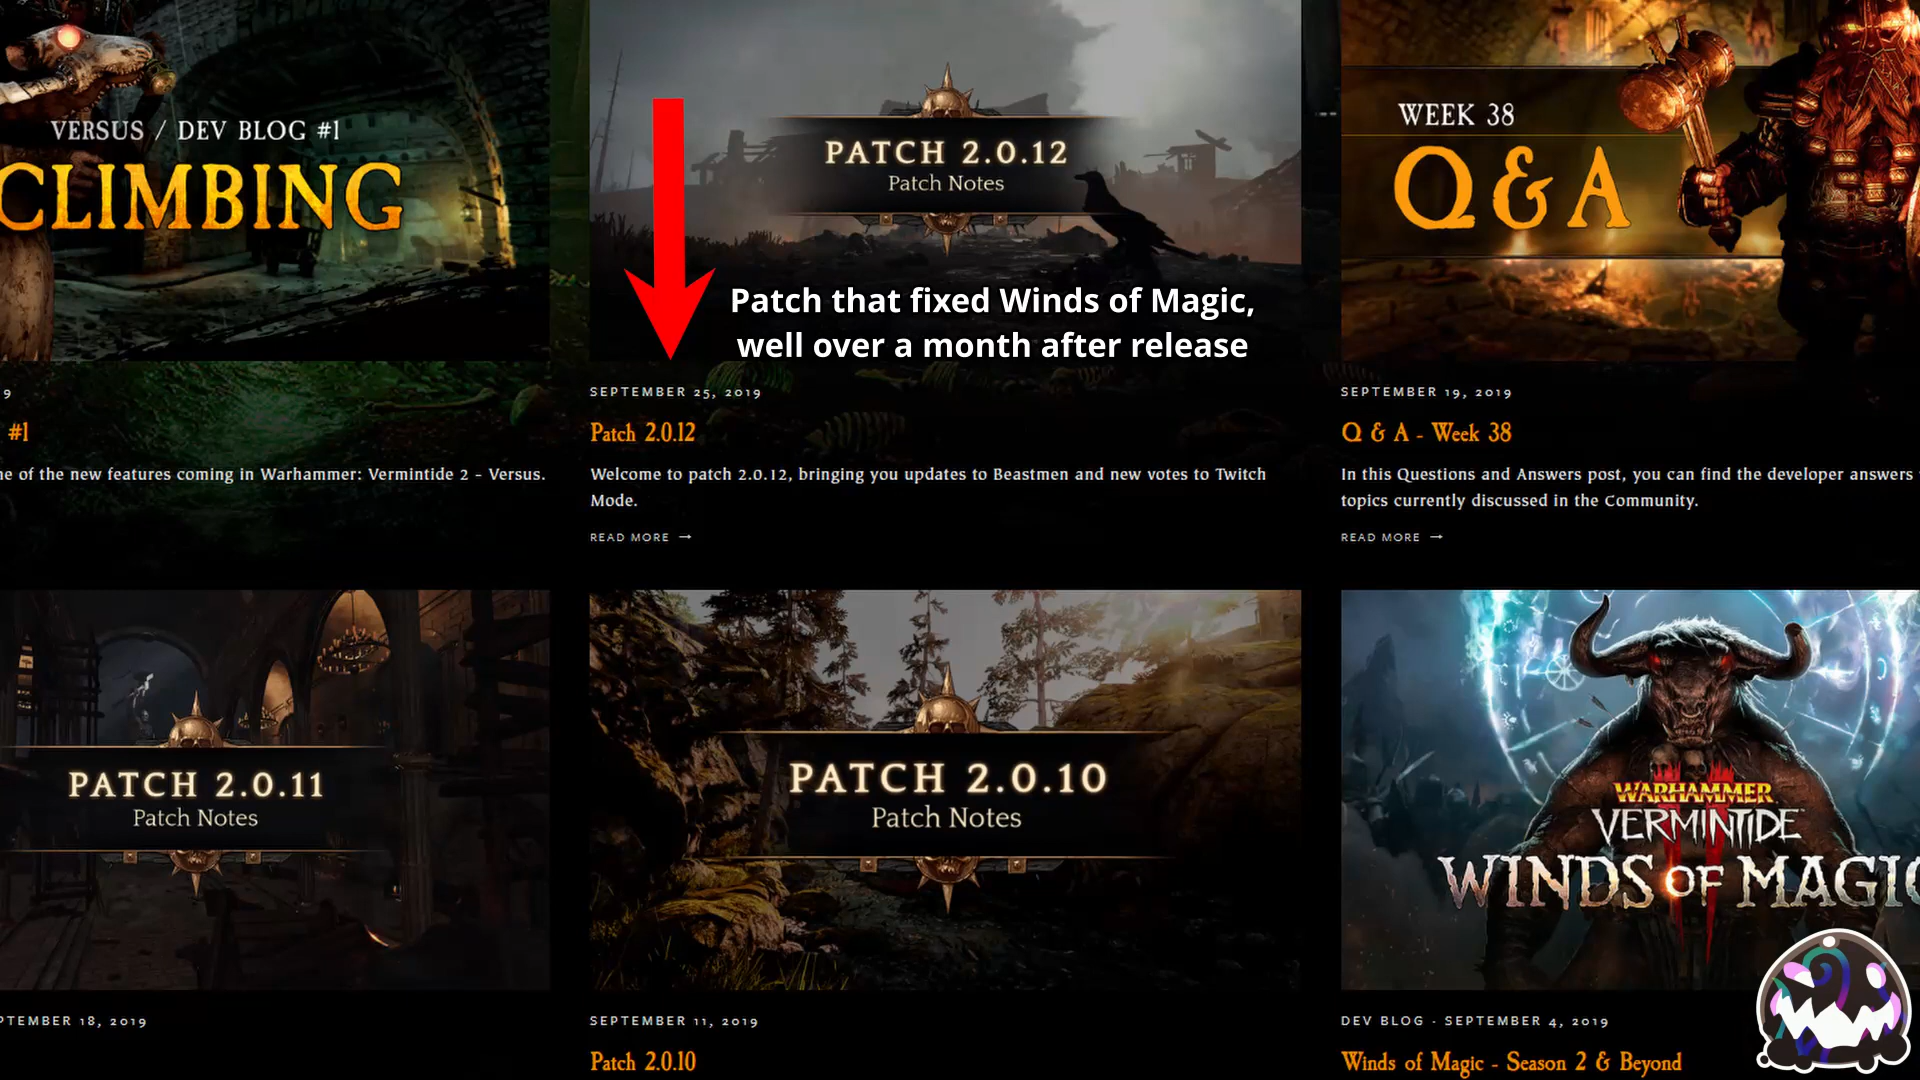 VERSUS / DEV BLOG #1
CLIMBING
9
#1
ne of the new features coming in Warhammer: Vermintide 2 - Versus.
PATCH 2.0.12
Patch Notes
Patch that fixed Winds of Magic,
well over a month after release
SEPTEMBER 25, 2019
Patch 2.0.12
Welcome to patch 2.0.12, bringing you updates to Beastmen and new votes to Twitch
Mode.
READ MORE →
WEEK 38
Q & A
SEPTEMBER 19, 2019
Q & A - Week 38
In this Questions and Answers post, you can find the developer answers
topics currently discussed in the Community.
READ MORE →
PATCH 2.0.11
Patch Notes
PTEMBER 18, 2019
PATCH 2.0.10
Patch Notes
SEPTEMBER 11, 2019
Patch 2.0.10
WARHAMMER
VERMINTIDE
II
WINDS OF MAGIC
DEV BLOG - SEPTEMBER 4, 2019
Winds of Magic - Season 2 & Beyond